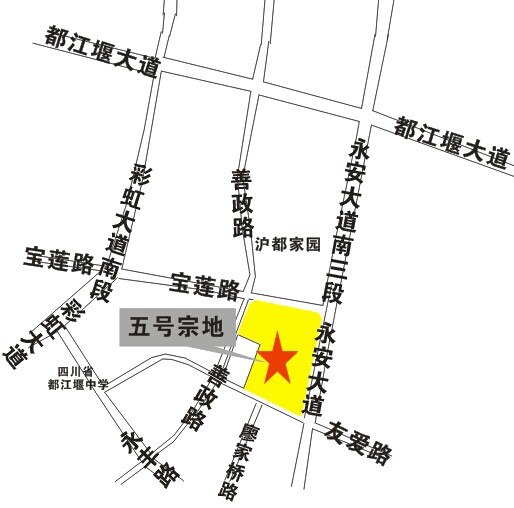 都江堰大道
都江堰大道
彩虹大道南段
善政路
永安大道南三段
沪都家园
宝莲路
宝莲路
五号宗地
彩虹大道
永安大道
四川省
都江堰中学
善政路
友爱路
永丰路
廖家桥路